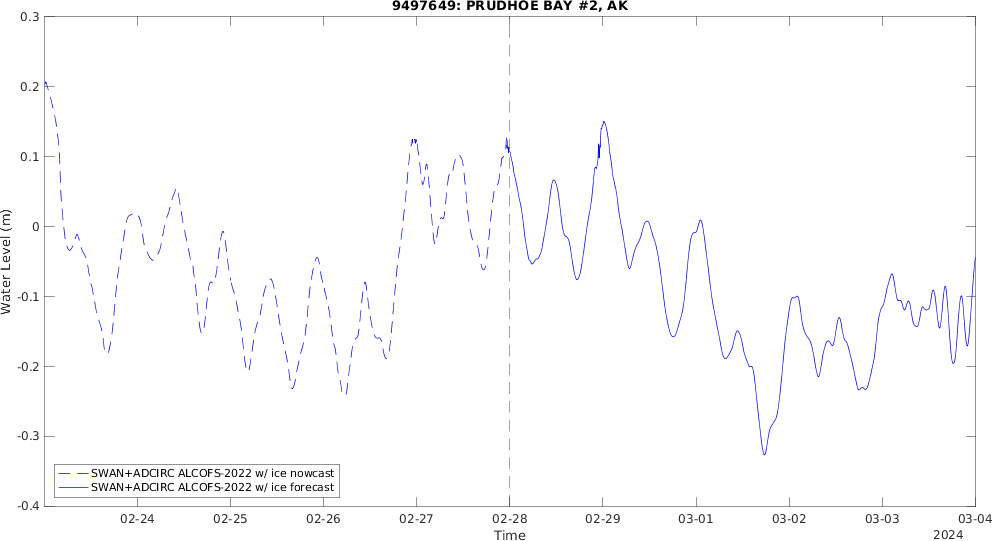 9497649: PRUDHOE BAY #2, AK
0.3
0.2
0.1
0
-0.1
-0.2
-0.3
-0.4
Water Level (m)
SWAN+ADCIRC ALCOFS-2022 w/ ice nowcast
SWAN+ADCIRC ALCOFS-2022 w/ ice forecast
02-24 02-25 02-26 02-27 02-28 02-29 03-01 03-02 03-03 03-04
Time
2024